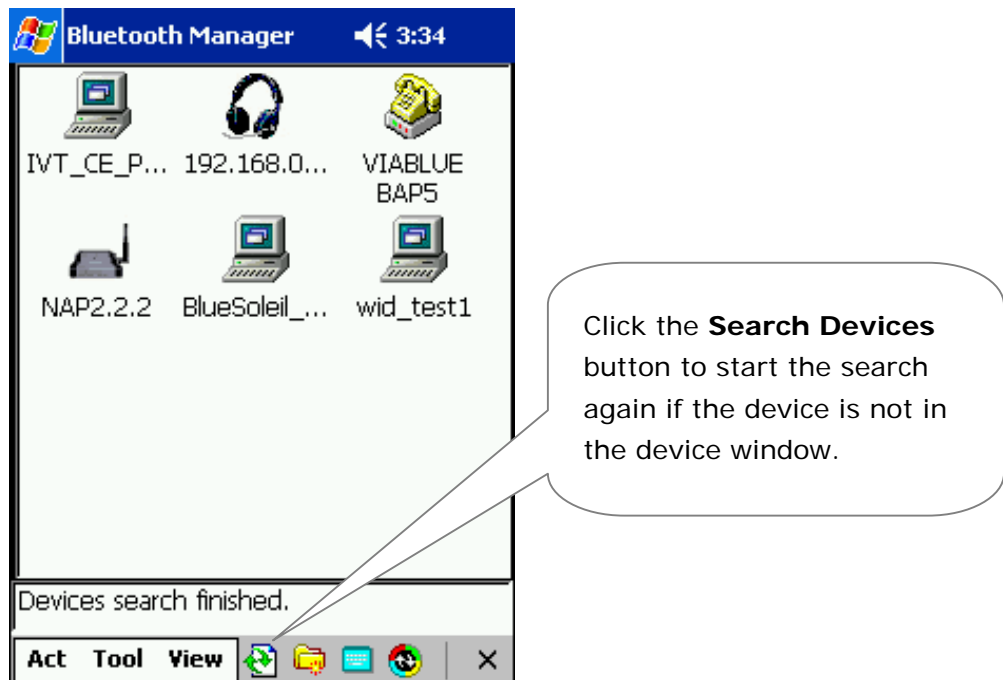 Bluetooth Manager 3:34
IVT_CE_P... 192.168.0... VIABLUE
BAP5
NAP2.2.2 BlueSoleil_... wid_test1
Click the Search Devices
button to start the search
again if the device is not in
the device window.
Devices search finished.
Act Tool View